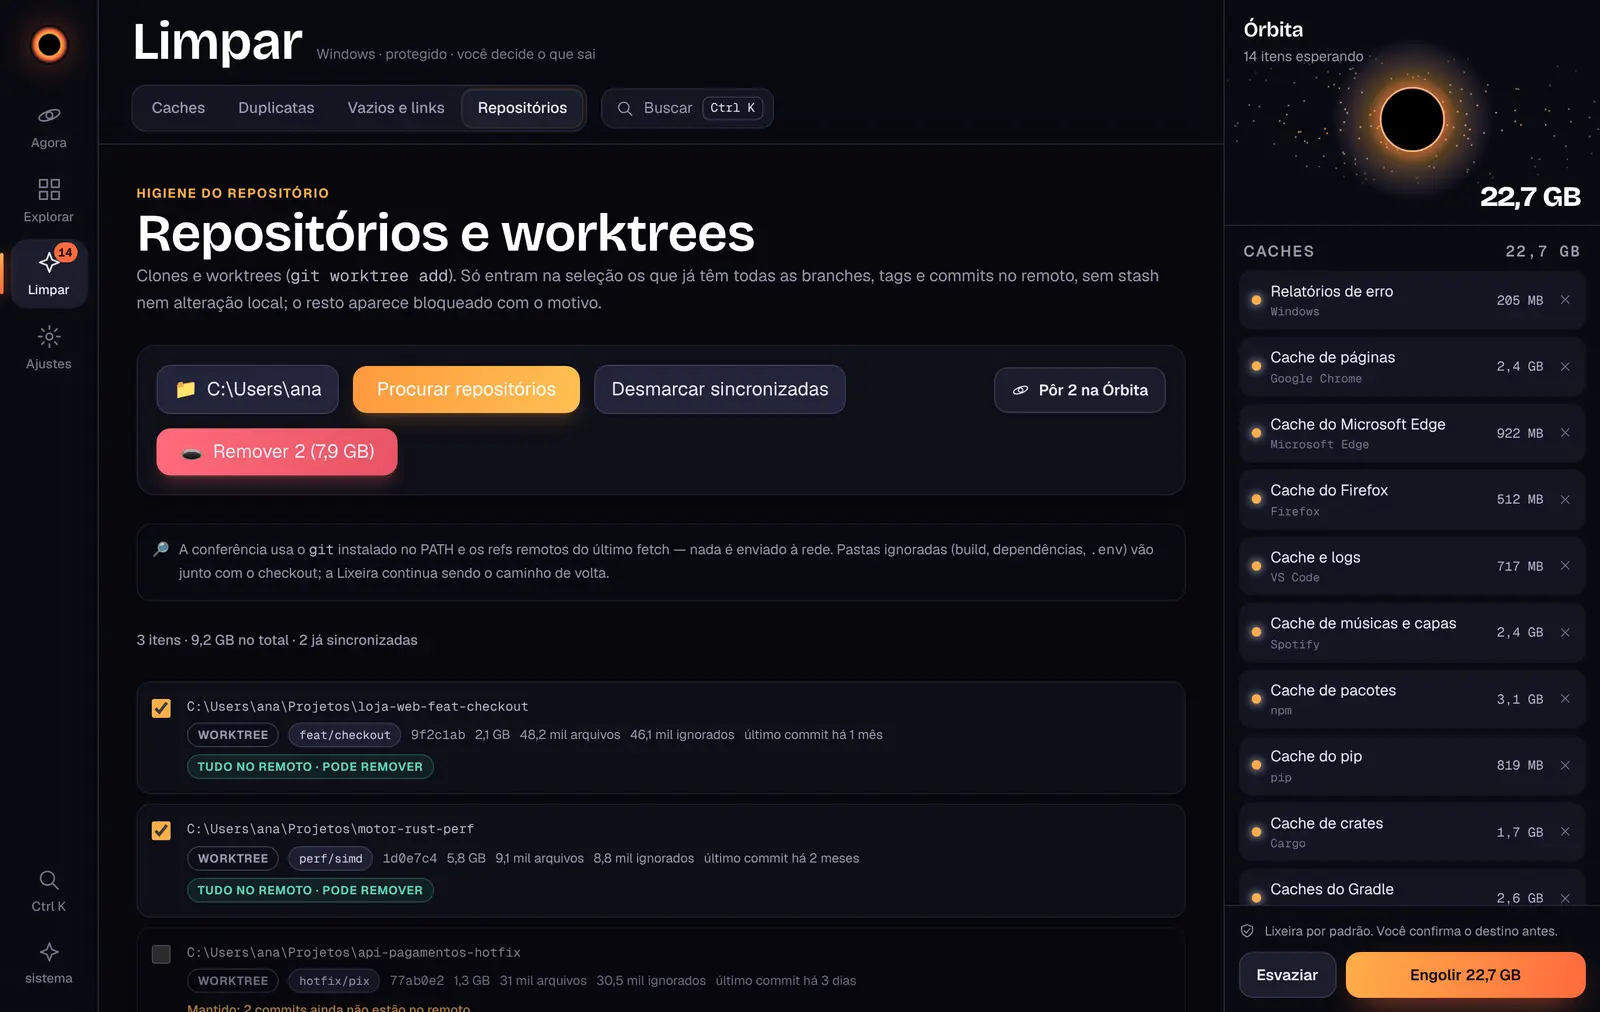 Agora
Explorar
14
Limpar
Ajustes
Ctrl K
sistema
Limpar
Windows · protegido · você decide o que sai
Caches
Duplicatas
Vazios e links
Repositórios
Buscar
Ctrl K
HIGIENE DO REPOSITÓRIO
Repositórios e worktrees
Clones e worktrees (git worktree add). Só entram na seleção os que já têm todas as branches, tags e commits no remoto, sem stash
nem alteração local; o resto aparece bloqueado com o motivo.
C:\Users\ana
Procurar repositórios
Desmarcar sincronizadas
Pôr 2 na Órbita
Remover 2 (7,9 GB)
A conferência usa o git instalado no PATH e os refs remotos do último fetch — nada é enviado à rede. Pastas ignoradas (build, dependências, .env) vão
junto com o checkout; a Lixeira continua sendo o caminho de volta.
3 itens · 9,2 GB no total · 2 já sincronizadas
C:\Users\ana\Projetos\loja-web-feat-checkout
WORKTREE feat/checkout 9f2c1ab 2,1 GB 48,2 mil arquivos 46,1 mil ignorados último commit há 1 mês
TUDO NO REMOTO · PODE REMOVER
C:\Users\ana\Projetos\motor-rust-perf
WORKTREE perf/simd 1d0e7c4 5,8 GB 9,1 mil arquivos 8,8 mil ignorados último commit há 2 meses
TUDO NO REMOTO · PODE REMOVER
C:\Users\ana\Projetos\api-pagamentos-hotfix
WORKTREE hotfix/pix 77ab0e2 1,3 GB 31 mil arquivos 30,5 mil ignorados último commit há 3 dias
Mantido: 2 commits ainda não estão no remoto
Órbita
14 itens esperando
22,7 GB
CACHES 22,7 GB
Relatórios de erro
Windows
205 MB
Cache de páginas
Google Chrome
2,4 GB
Cache do Microsoft Edge
Microsoft Edge
922 MB
Cache do Firefox
Firefox
512 MB
Cache e logs
VS Code
717 MB
Cache de músicas e capas
Spotify
2,4 GB
Cache de pacotes
npm
3,1 GB
Cache do pip
pip
819 MB
Cache de crates
Cargo
1,7 GB
Caches do Gradle
2,6 GB
Lixeira por padrão. Você confirma o destino antes.
Esvaziar
Engolir 22,7 GB